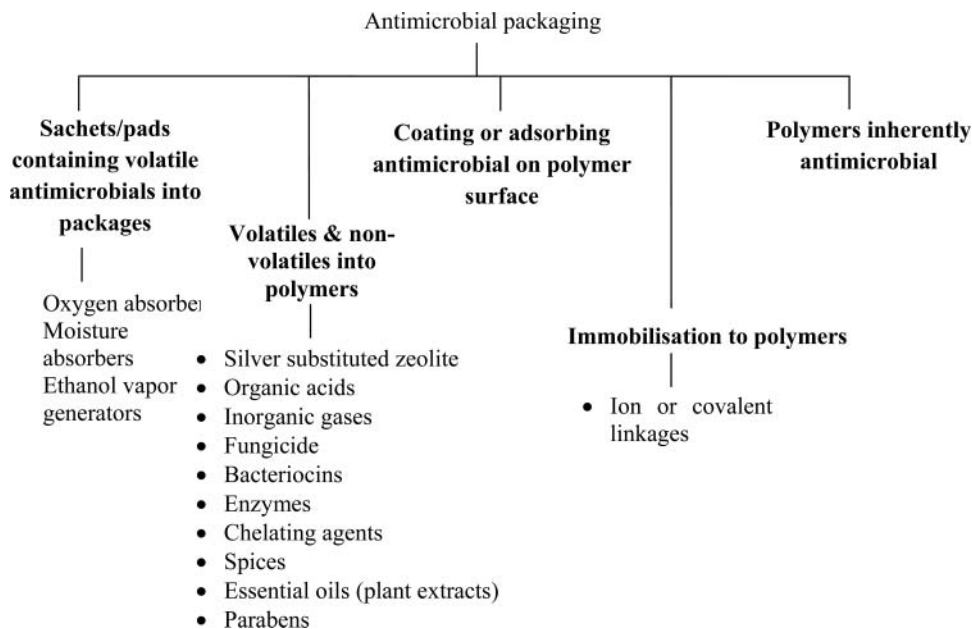 Antimicrobial packaging
Sachets/pads
containing volatile
antimicrobials into
packages
Oxygen absorber
Moisture
absorbers
Ethanol vapor
generators
Volatiles & non-
volatiles into
polymers
• Silver substituted zeolite
• Organic acids
• Inorganic gases
• Fungicide
• Bacteriocins
• Enzymes
• Chelating agents
• Spices
• Essential oils (plant extracts)
• Parabens
Coating or adsorbing
antimicrobial on polymer
surface
Immobilisation to polymers
• Ion or covalent
linkages
Polymers inherently
antimicrobial